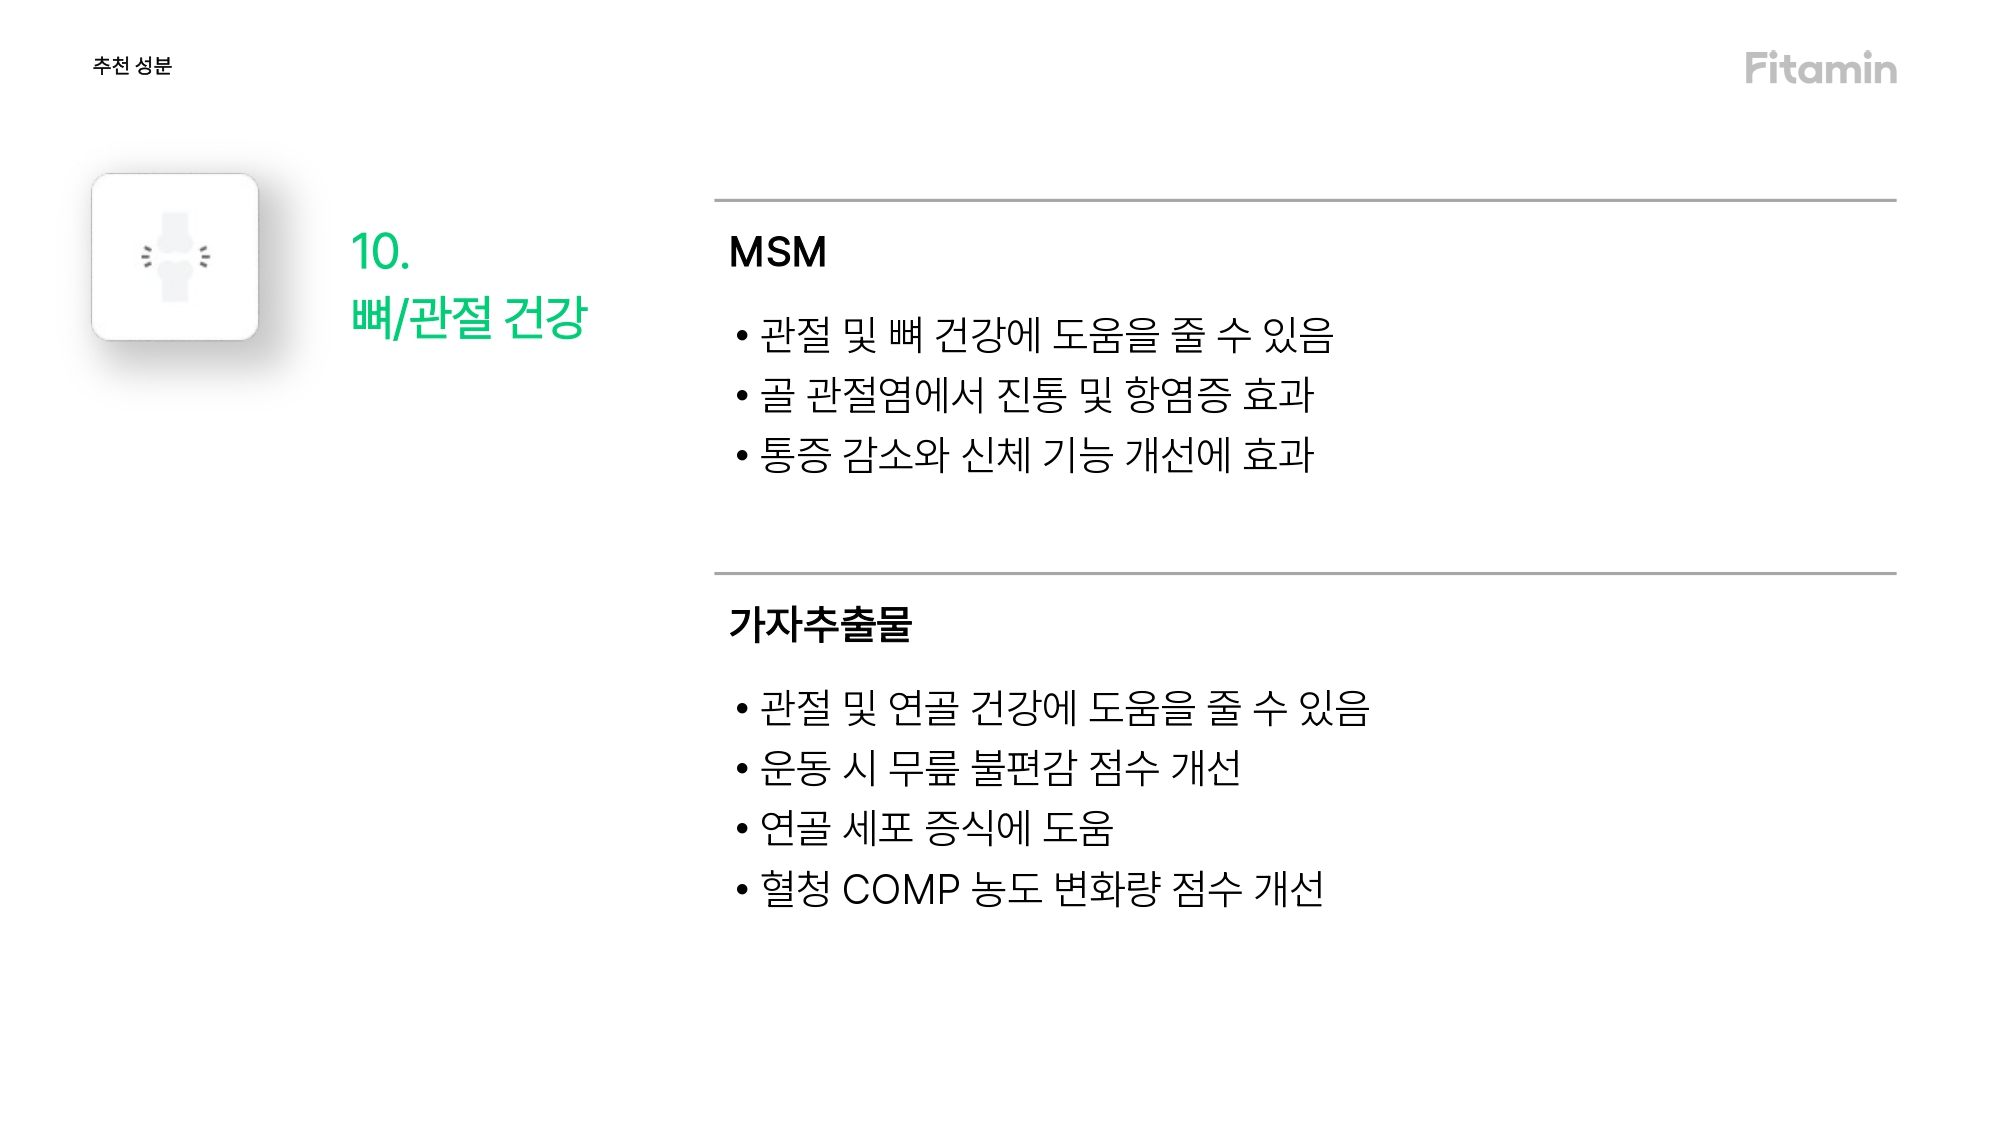 추천 성분
Fitamin
10.
뼈/관절 건강
MSM
• 관절 및 뼈 건강에 도움을 줄 수 있음
• 골 관절염에서 진통 및 항염증 효과
• 통증 감소와 신체 기능 개선에 효과
가자추출물
• 관절 및 연골 건강에 도움을 줄 수 있음
• 운동 시 무릎 불편감 점수 개선
• 연골 세포 증식에 도움
• 혈청 COMP 농도 변화량 점수 개선